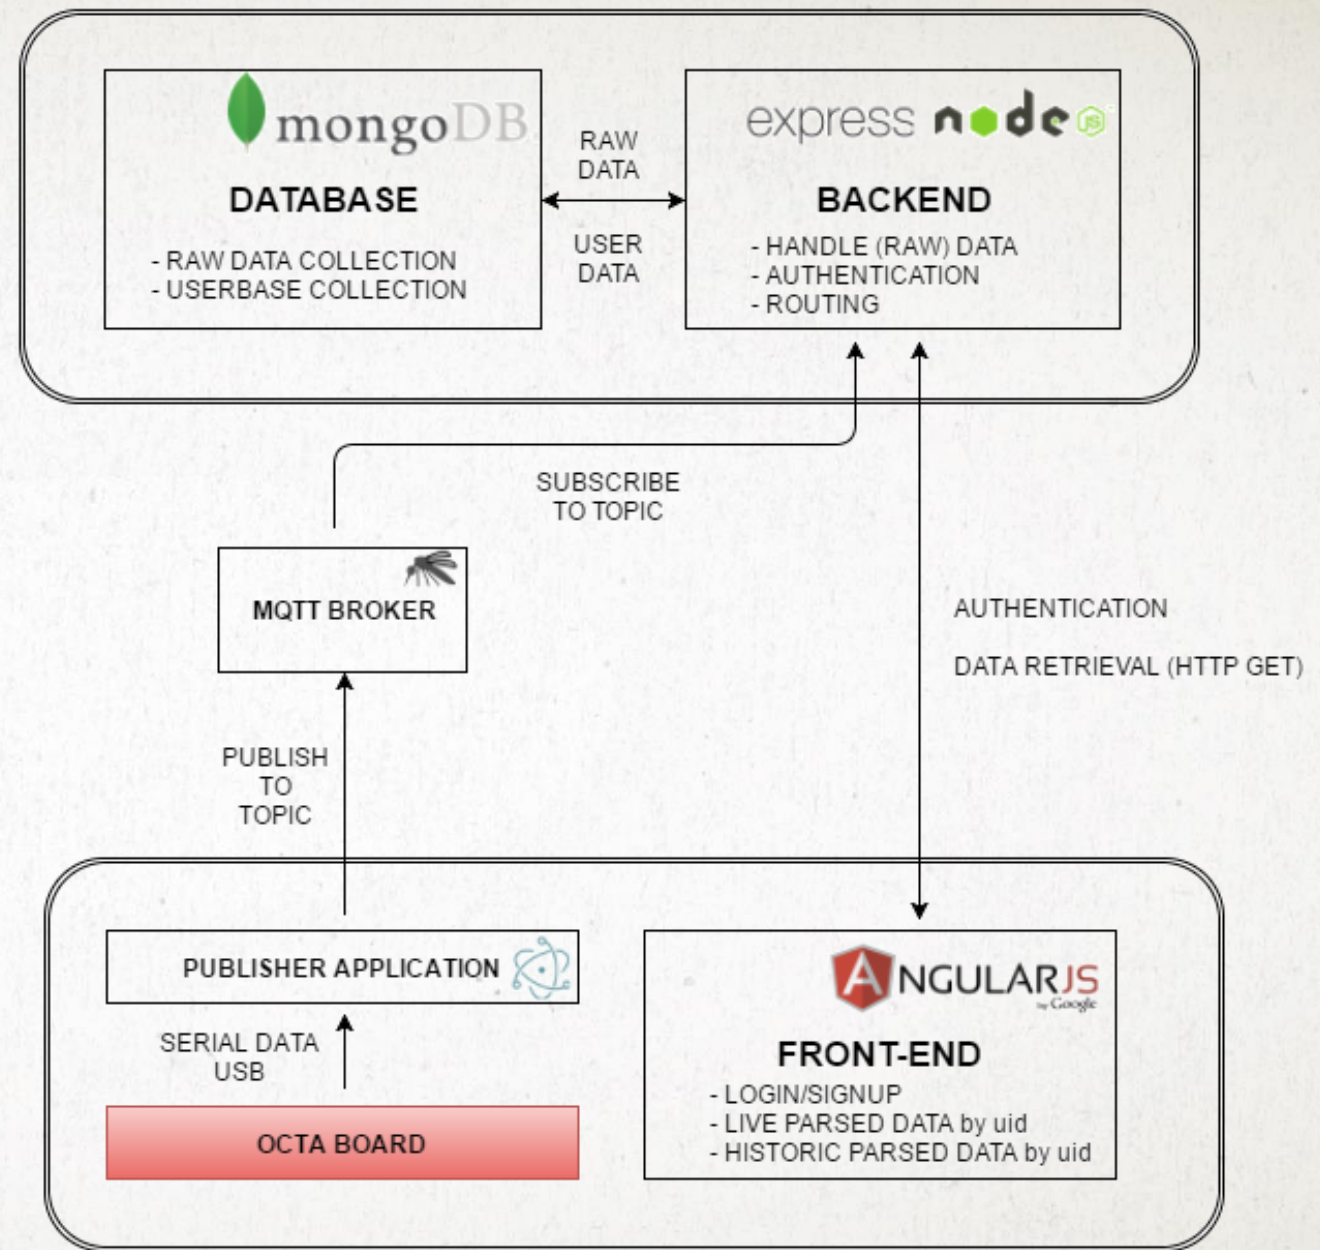 mongoDB
DATABASE
- RAW DATA COLLECTION
- USERBASE COLLECTION
RAW
DATA
USER
DATA
express node JS
BACKEND
- HANDLE (RAW) DATA
- AUTHENTICATION
- ROUTING
SUBSCRIBE
TO TOPIC
MQTT BROKER
AUTHENTICATION
DATA RETRIEVAL (HTTP GET)
PUBLISH
TO
TOPIC
PUBLISHER APPLICATION
SERIAL DATA
USB
OCTA BOARD
ANGULARJS
by Google
FRONT-END
- LOGIN/SIGNUP
- LIVE PARSED DATA by uid
- HISTORIC PARSED DATA by uid